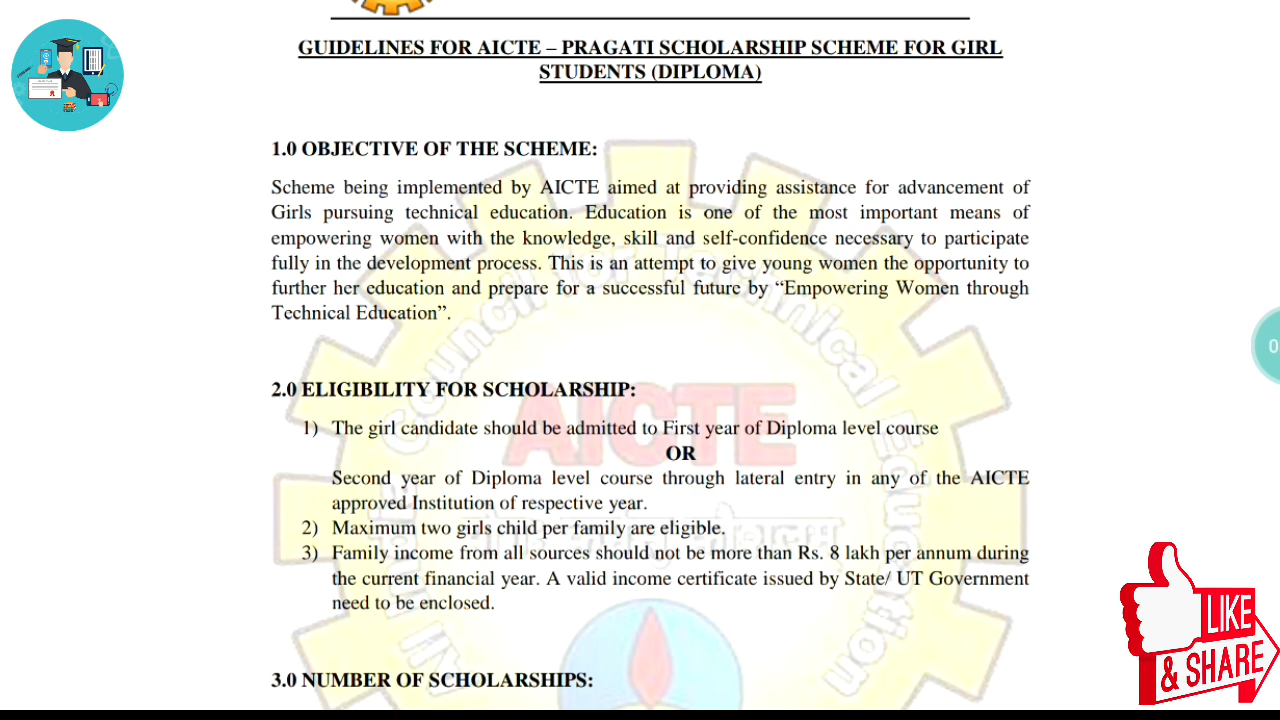 GUIDELINES FOR AICTE – PRAGATI SCHOLARSHIP SCHEME FOR GIRL
STUDENTS (DIPLOMA)
1.0 OBJECTIVE OF THE SCHEME:
Scheme being implemented by AICTE aimed at providing assistance for advancement of
Girls pursuing technical education. Education is one of the most important means of
empowering women with the knowledge, skill and self-confidence necessary to participate
fully in the development process. This is an attempt to give young women the opportunity to
further her education and prepare for a successful future by “Empowering Women through
Technical Education”.
2.0 ELIGIBILITY FOR SCHOLARSHIP:
1) The girl candidate should be admitted to First year of Diploma level course
OR
Second year of Diploma level course through lateral entry in any of the AICTE
approved Institution of respective year.
2) Maximum two girls child per family are eligible.
3) Family income from all sources should not be more than Rs. 8 lakh per annum during
the current financial year. A valid income certificate issued by State/ UT Government
need to be enclosed.
3.0 NUMBER OF SCHOLARSHIPS:
AICTE
Council for Technical Education
All
LIKE
& SHARE
0